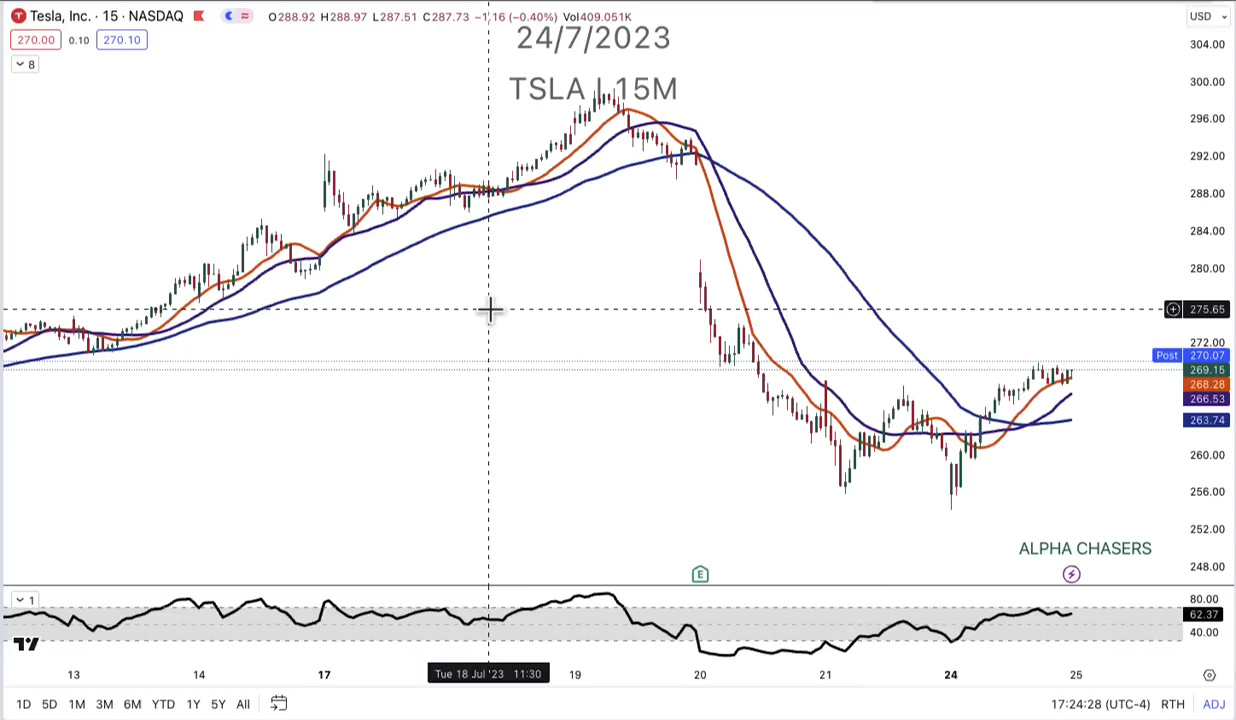 Tesla, Inc. · 15 · NASDAQ O288.92 H288.97 L287.51 C287.73 −1.16 (−0.40%) Vol409.051K USD
270.00 0.10 270.10
8
24/7/2023
TSLA | 15M
304.00
300.00
296.00
292.00
288.00
284.00
280.00
275.65
272.00
Post 270.07
269.15
268.28
266.53
263.74
260.00
256.00
252.00
ALPHA CHASERS
248.00
E
1
80.00
62.37
40.00
13 14 17 Tue 18 Jul '23 11:30 19 20 21 24 25
1D 5D 1M 3M 6M YTD 1Y 5Y All 17:24:28 (UTC-4) RTH ADJ